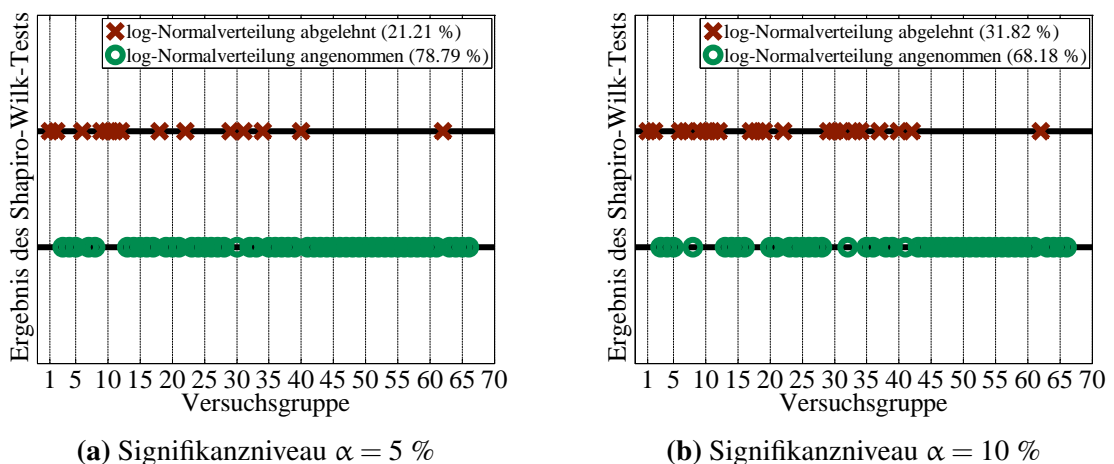 Ergebnis des Shapiro-Wilk-Tests
log-Normalverteilung abgelehnt (21.21 %)
log-Normalverteilung angenommen (78.79 %)
1 5 10 15 20 25 30 35 40 45 50 55 60 65 70
Versuchsgruppe
(a) Signifikanzniveau α = 5 %
Ergebnis des Shapiro-Wilk-Tests
log-Normalverteilung abgelehnt (31.82 %)
log-Normalverteilung angenommen (68.18 %)
1 5 10 15 20 25 30 35 40 45 50 55 60 65 70
Versuchsgruppe
(b) Signifikanzniveau α = 10 %